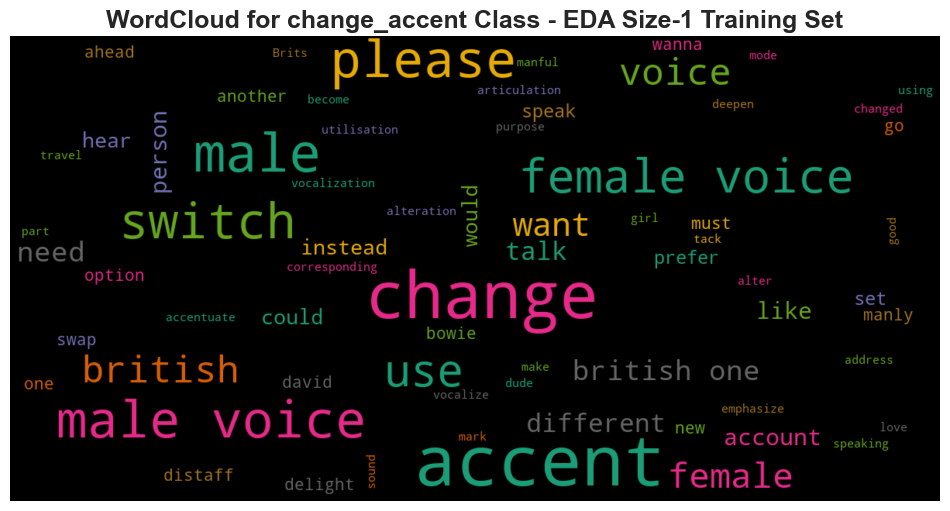 WordCloud for change_accent Class - EDA Size-1 Training Set
ahead
Brits
please
manful
wanna
mode
voice
another
become
articulation
using
speak
deepen
changed
hear
person
male
utilisation
purpose
go
travel
vocalization
female voice
switch
alteration
would
want
girl
must
good
part
need
instead
talk
tack
prefer
option
corresponding
change
alter
like
set
manly
swap
accentuate
could
bowie
one
british
david
use
make
dude
british one
address
vocalize
male voice
mark
different
emphasize
new
account
love
speaking
distaff
delight
sound
accent
female